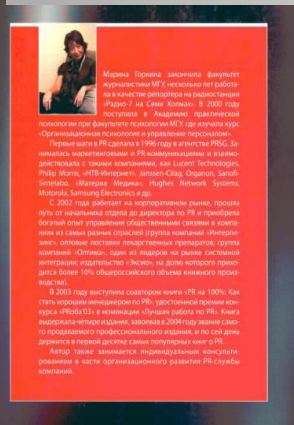 Марина Горкина закончила факультет
журналистики МГУ, несколько лет работа-
ла в качестве репортера на радиостанции
«Радио-7 на Семи Холмах». В 2000 году
поступила в Академию практической
психологии при факультете психологии МГУ, где изучала курс
«Организационная психология и управление персоналом».
Первые шаги в PR сделала в 1996 году в агентстве PRSG. За-
нималась маркетинговыми и PR-коммуникациями и взаимо-
действовала с такими компаниями, как Lucent Technologies,
Philip Morris, «НТВ-Интернет», Janssen-Cilag, Organon, Sanofi-
Simelabo, «Материа Медика», Hughes Network Systems,
Motorola, Samsung Electronics и др.
С 2002 года работает на корпоративном рынке, прошла
путь от начальника отдела до директора по PR и приобрела
богатый опыт управления общественными связями в компа-
ниях из самых разных отраслей (группа компаний «Интерли-
зинг», оптовые поставки лекарственных препаратов; группа
компаний «Оптима», один из лидеров на рынке системной
интеграции; издательство «Эксмо», на долю которого прихо-
дится более 10% общероссийского объема книжного произ-
водства).
В 2003 году выступила соавтором книги «PR на 100%: Как
стать хорошим менеджером по PR», удостоенной премии кон-
курса «PRоба'03» в номинации «Лучшая работа по PR». Книга
выдержала четыре издания, завоевав в 2004 году звание само-
го продаваемого профессионального издания, и по сей день
держится в первой десятке самых популярных книг о PR.
Автор также занимается индивидуальным консульти-
рованием в части организационного развития PR-службы
компаний.